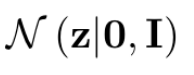 𝒩 (𝐳|𝟎, 𝐈)